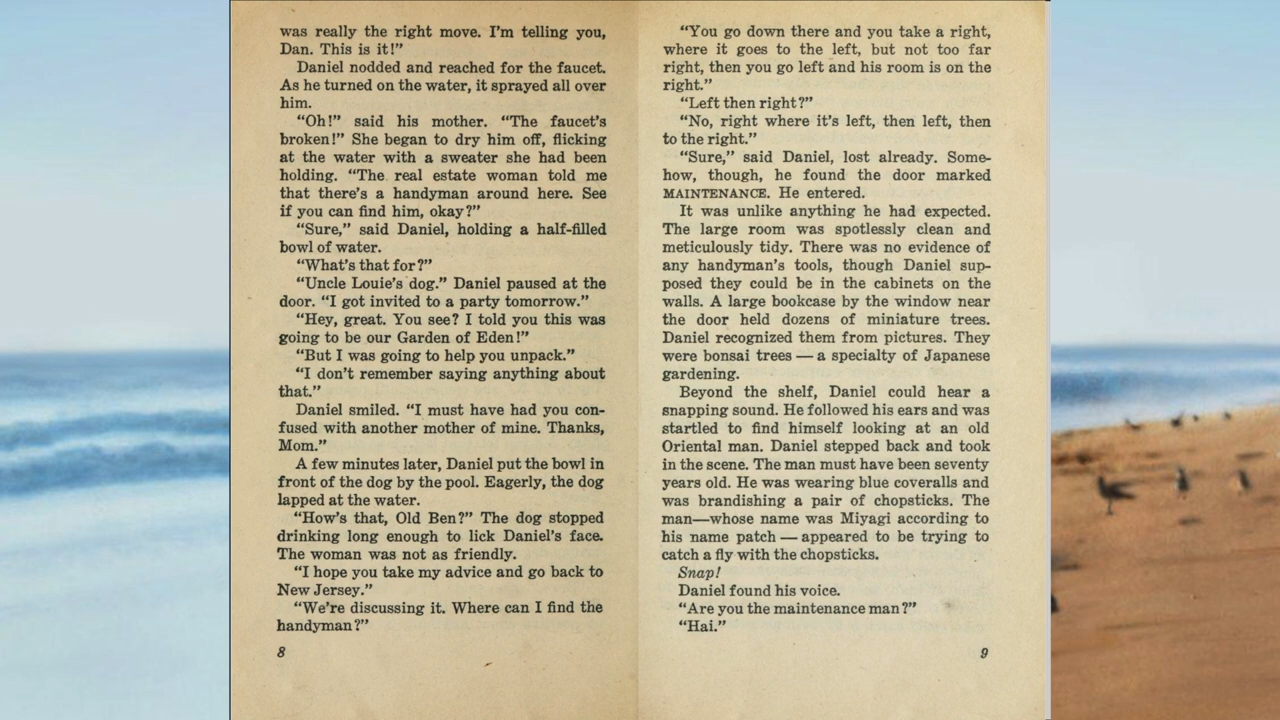 was really the right move. I'm telling you,
Dan. This is it!”
Daniel nodded and reached for the faucet.
As he turned on the water, it sprayed all over
him.
“Oh!” said his mother. “The faucet's
broken!” She began to dry him off, flicking
at the water with a sweater she had been
holding. “The real estate woman told me
that there's a handyman around here. See
if you can find him, okay?”
“Sure,” said Daniel, holding a half-filled
bowl of water.
“What's that for?”
“Uncle Louie's dog.” Daniel paused at the
door. “I got invited to a party tomorrow.”
“Hey, great. You see? I told you this was
going to be our Garden of Eden!”
“But I was going to help you unpack.”
“I don't remember saying anything about
that.”
Daniel smiled. “I must have had you con-
fused with another mother of mine. Thanks,
Mom.”
A few minutes later, Daniel put the bowl in
front of the dog by the pool. Eagerly, the dog
lapped at the water.
“How's that, Old Ben?” The dog stopped
drinking long enough to lick Daniel's face.
The woman was not as friendly.
“I hope you take my advice and go back to
New Jersey.”
“We're discussing it. Where can I find the
handyman?”
8
“You go down there and you take a right,
where it goes to the left, but not too far
right, then you go left and his room is on the
right.”
“Left then right?”
“No, right where it's left, then left, then
to the right.”
“Sure,” said Daniel, lost already. Some-
how, though, he found the door marked
MAINTENANCE. He entered.
It was unlike anything he had expected.
The large room was spotlessly clean and
meticulously tidy. There was no evidence of
any handyman's tools, though Daniel sup-
posed they could be in the cabinets on the
walls. A large bookcase by the window near
the door held dozens of miniature trees.
Daniel recognized them from pictures. They
were bonsai trees — a specialty of Japanese
gardening.
Beyond the shelf, Daniel could hear a
snapping sound. He followed his ears and was
startled to find himself looking at an old
Oriental man. Daniel stepped back and took
in the scene. The man must have been seventy
years old. He was wearing blue coveralls and
was brandishing a pair of chopsticks. The
man—whose name was Miyagi according to
his name patch — appeared to be trying to
catch a fly with the chopsticks.
Snap!
Daniel found his voice.
“Are you the maintenance man?”
“Hai.”
9